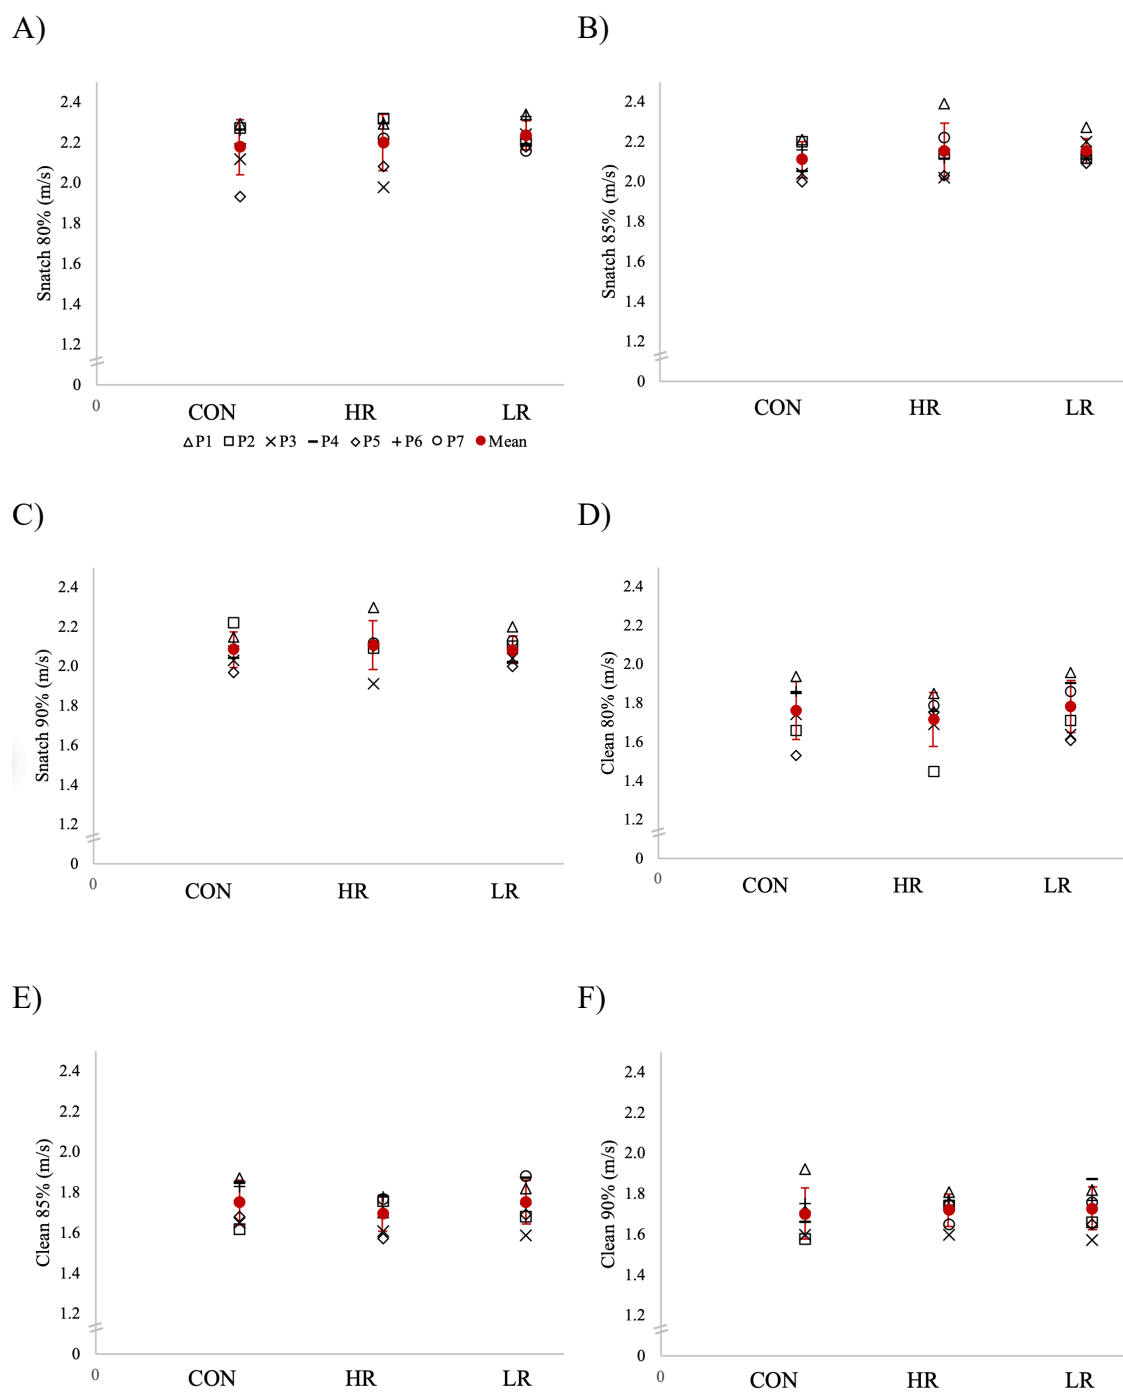 A)
Snatch 80% (m/s)
2.4
2.2
2.0
1.8
1.6
1.4
1.2
0
0
CON HR LR
P1 P2 P3 P4 P5 P6 P7 Mean
B)
Snatch 85% (m/s)
2.4
2.2
2.0
1.8
1.6
1.4
1.2
0
CON HR LR
C)
Snatch 90% (m/s)
2.4
2.2
2.0
1.8
1.6
1.4
1.2
0
0
CON HR LR
D)
Clean 80% (m/s)
2.4
2.2
2.0
1.8
1.6
1.4
1.2
0
0
CON HR LR
E)
Clean 85% (m/s)
2.4
2.2
2.0
1.8
1.6
1.4
1.2
0
0
CON HR LR
F)
Clean 90% (m/s)
2.4
2.2
2.0
1.8
1.6
1.4
1.2
0
0
CON HR LR